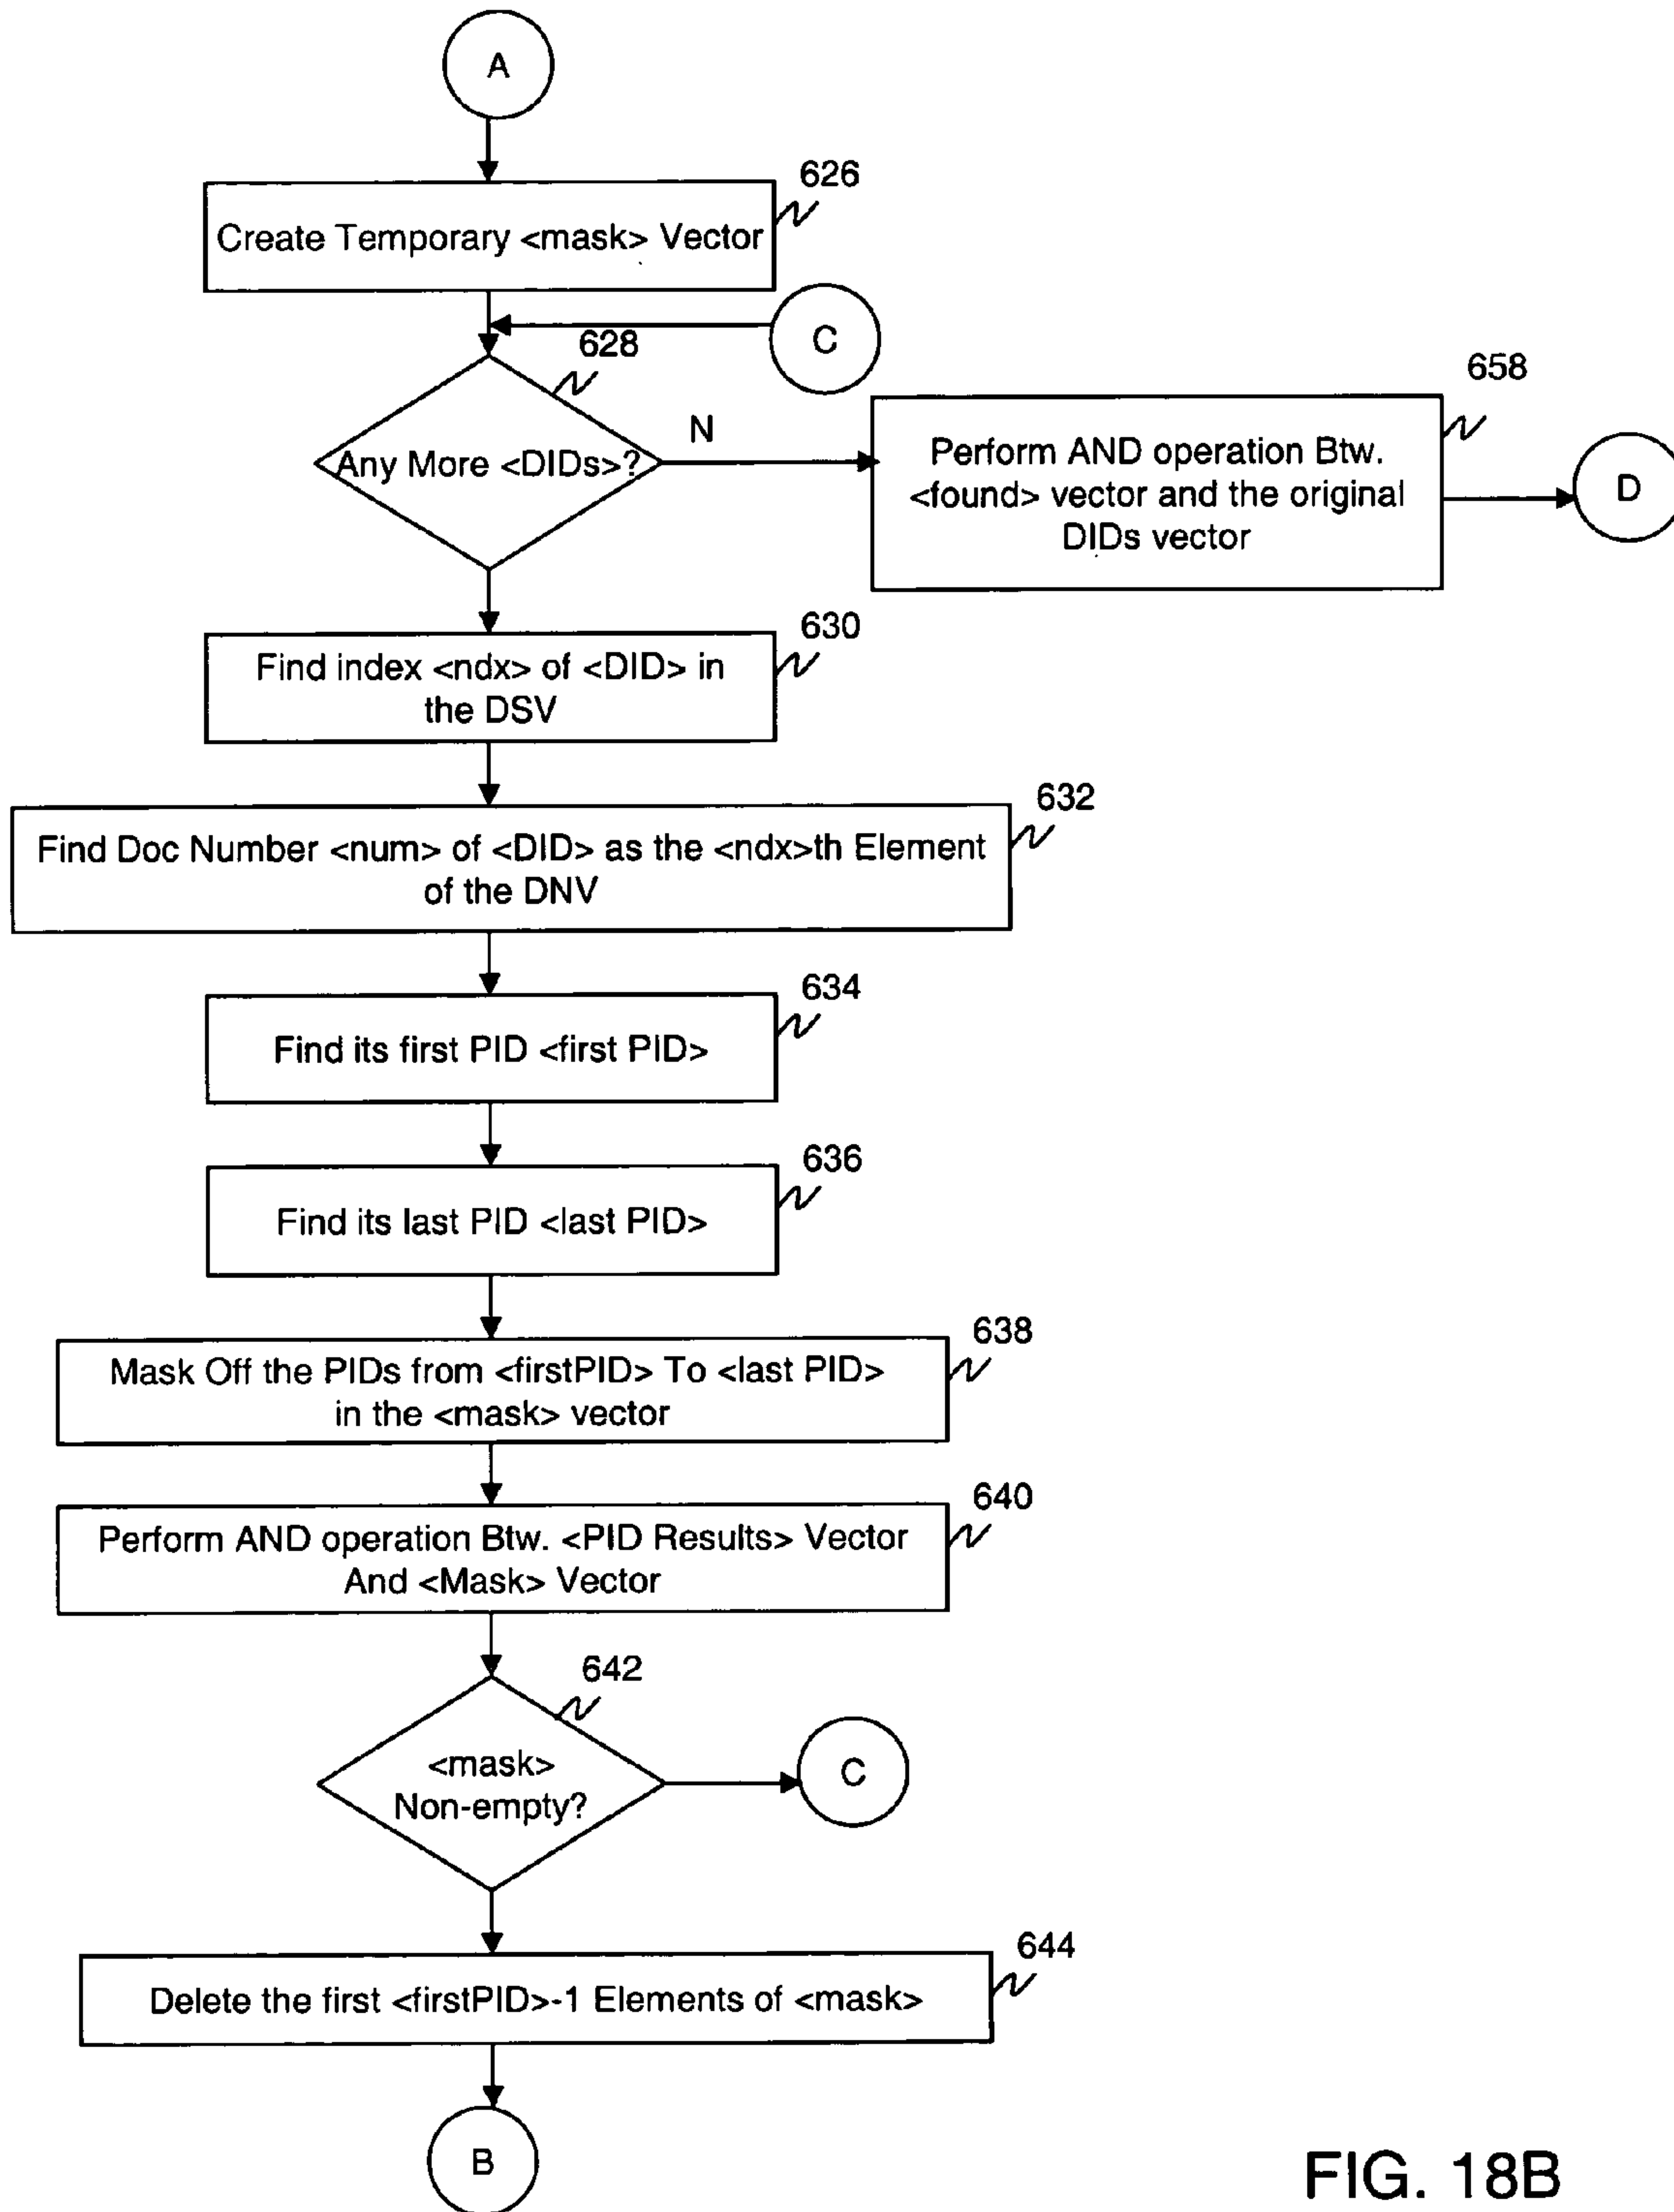 A
626
Create Temporary <mask> Vector
C
628
658
Any More <DIDs>?
N
Perform AND operation Btw.
<found> vector and the original
DIDs vector
D
630
Find index <ndx> of <DID> in
the DSV
632
Find Doc Number <num> of <DID> as the <ndx>th Element
of the DNV
634
Find its first PID <first PID>
636
Find its last PID <last PID>
638
Mask Off the PIDs from <firstPID> To <last PID>
in the <mask> vector
640
Perform AND operation Btw. <PID Results> Vector
And <Mask> Vector
642
<mask>
Non-empty?
C
644
Delete the first <firstPID>-1 Elements of <mask>
B
FIG. 18B